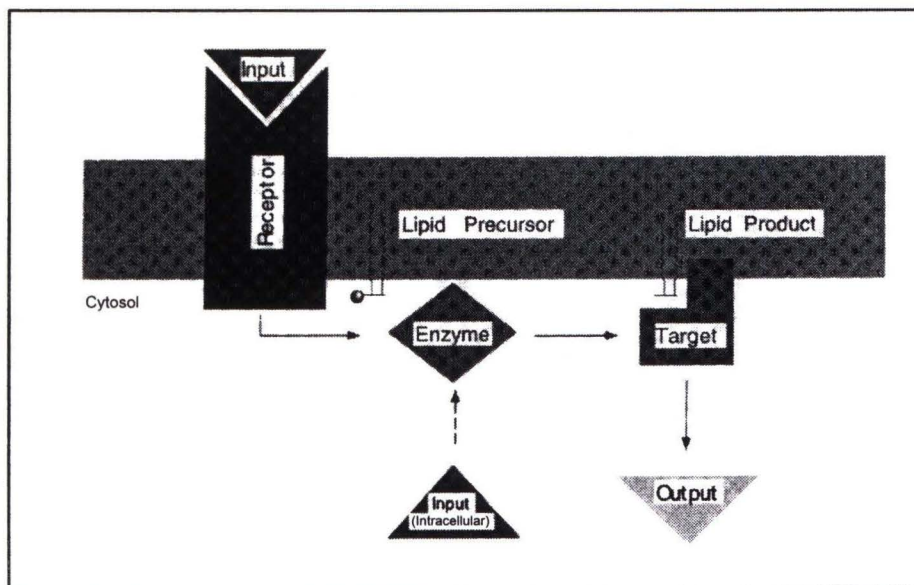 Input
Receptor
Lipid Precursor
Lipid Product
Cytosol
Enzyme
Target
Input
(Intracellular)
Output